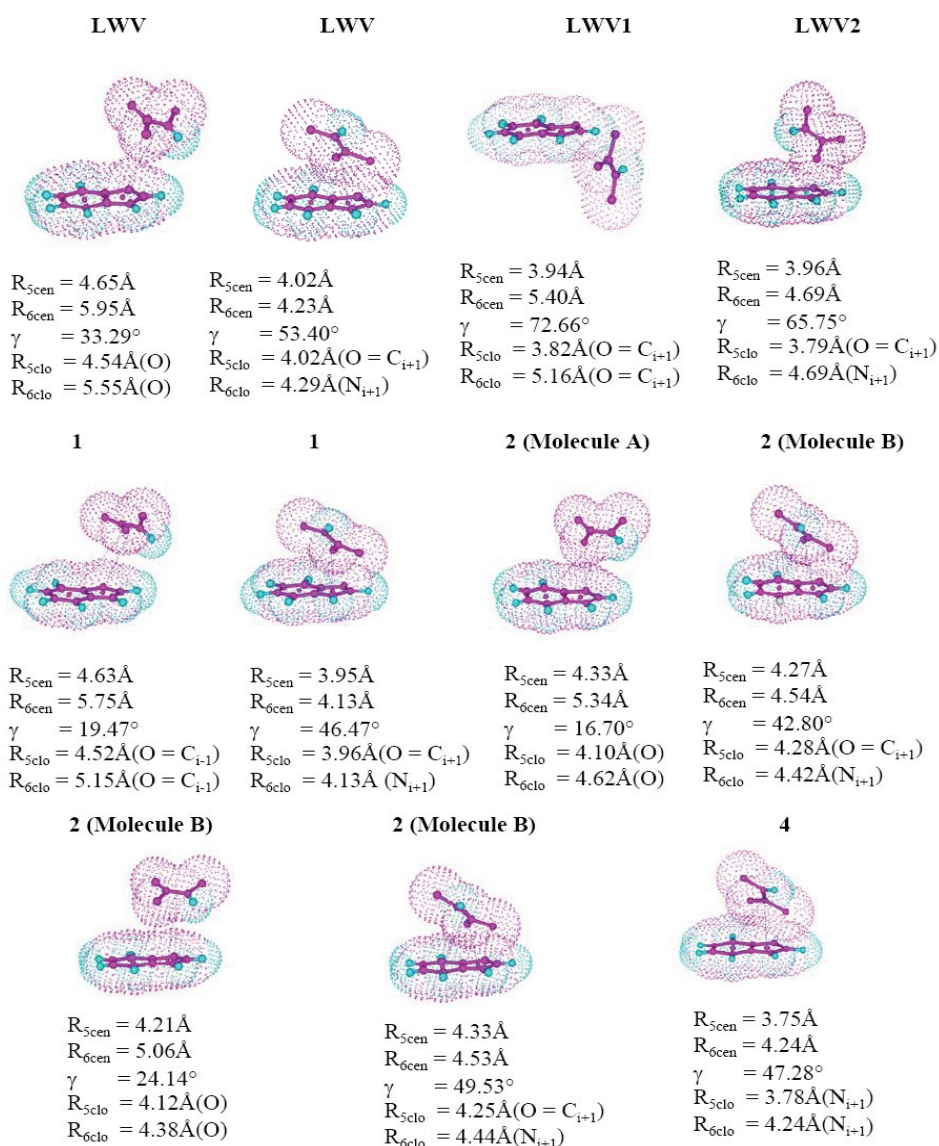 LWV LWV LWV1 LWV2
R5cen = 4.65Å
R6cen = 5.95Å
γ = 33.29°
R5clo = 4.54Å(O)
R6clo = 5.55Å(O)
R5cen = 4.02Å
R6cen = 4.23Å
γ = 53.40°
R5clo = 4.02Å(O = Ci+1)
R6clo = 4.29Å(Ni+1)
R5cen = 3.94Å
R6cen = 5.40Å
γ = 72.66°
R5clo = 3.82Å(O = Ci+1)
R6clo = 5.16Å(O = Ci+1)
R5cen = 3.96Å
R6cen = 4.69Å
γ = 65.75°
R5clo = 3.79Å(O = Ci+1)
R6clo = 4.69Å(Ni+1)
1 1 2 (Molecule A) 2 (Molecule B)
R5cen = 4.63Å
R6cen = 5.75Å
γ = 19.47°
R5clo = 4.52Å(O = Ci-1)
R6clo = 5.15Å(O = Ci-1)
R5cen = 3.95Å
R6cen = 4.13Å
γ = 46.47°
R5clo = 3.96Å(O = Ci+1)
R6clo = 4.13Å (Ni+1)
R5cen = 4.33Å
R6cen = 5.34Å
γ = 16.70°
R5clo = 4.10Å(O)
R6clo = 4.62Å(O)
R5cen = 4.27Å
R6cen = 4.54Å
γ = 42.80°
R5clo = 4.28Å(O = Ci+1)
R6clo = 4.42Å(Ni+1)
2 (Molecule B) 2 (Molecule B) 4
R5cen = 4.21Å
R6cen = 5.06Å
γ = 24.14°
R5clo = 4.12Å(O)
R6clo = 4.38Å(O)
R5cen = 4.33Å
R6cen = 4.53Å
γ = 49.53°
R5clo = 4.25Å(O = Ci+1)
R6clo = 4.44Å(Ni+1)
R5cen = 3.75Å
R6cen = 4.24Å
γ = 47.28°
R5clo = 3.78Å(Ni+1)
R6clo = 4.24Å(Ni+1)